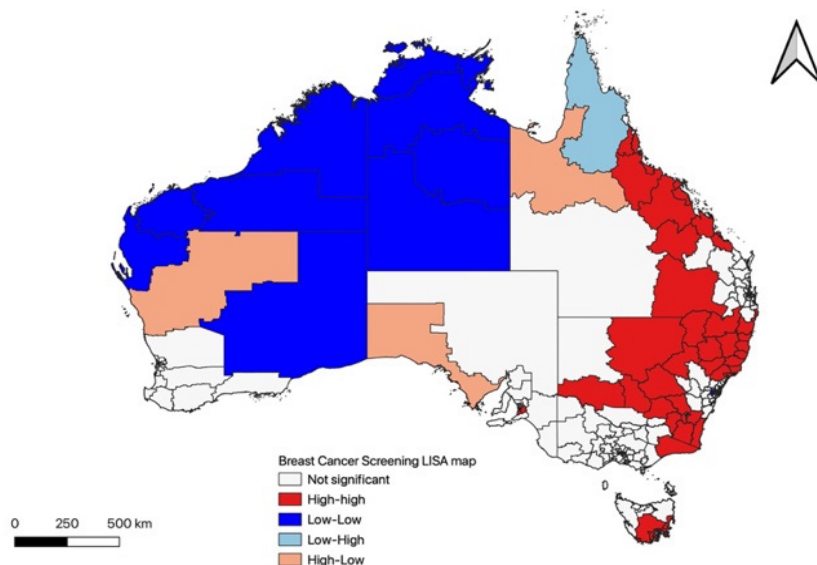 Breast Cancer Screening LISA map
Not significant
High-high
Low-Low
Low-High
High-Low
0 250 500 km